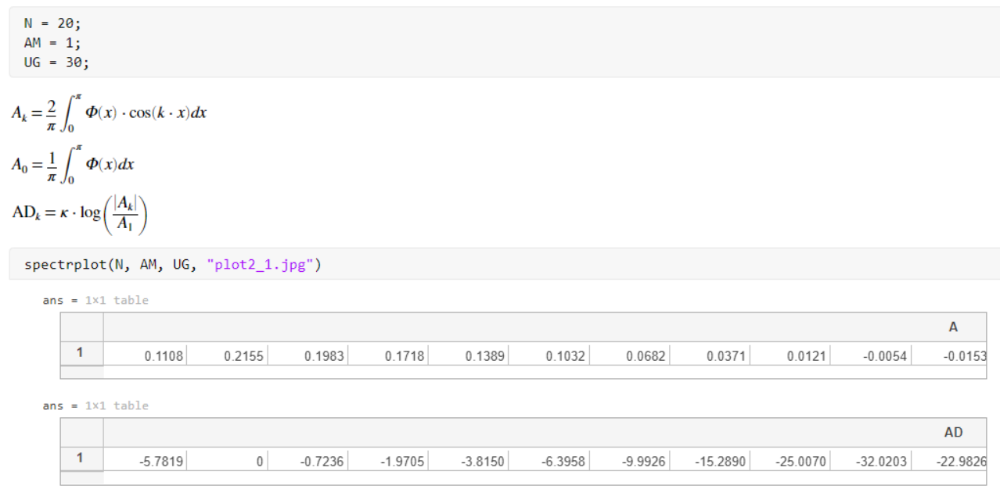 N = 20;
AM = 1;
UG = 30;
A_k = \frac{2}{\pi} \int_0^\pi \Phi(x) \cdot \cos(k \cdot x)dx
A_0 = \frac{1}{\pi} \int_0^\pi \Phi(x)dx
AD_k = \kappa \cdot \log\left(\frac{|A_k|}{A_1}\right)
spectrplot(N, AM, UG, "plot2_1.jpg")
ans = 1×1 table
A
1 0.1108 0.2155 0.1983 0.1718 0.1389 0.1032 0.0682 0.0371 0.0121 -0.0054 -0.0153
ans = 1×1 table
AD
1 -5.7819 0 -0.7236 -1.9705 -3.8150 -6.3958 -9.9926 -15.2890 -25.0070 -32.0203 -22.9826